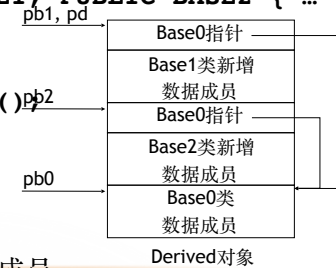 PUBLIC BASE2 { …
pb1, pd
Base0指针
Base1类新增
数据成员
();
pb2
Base0指针
Base2类新增
数据成员
pb0
Base0类
数据成员
Derived对象